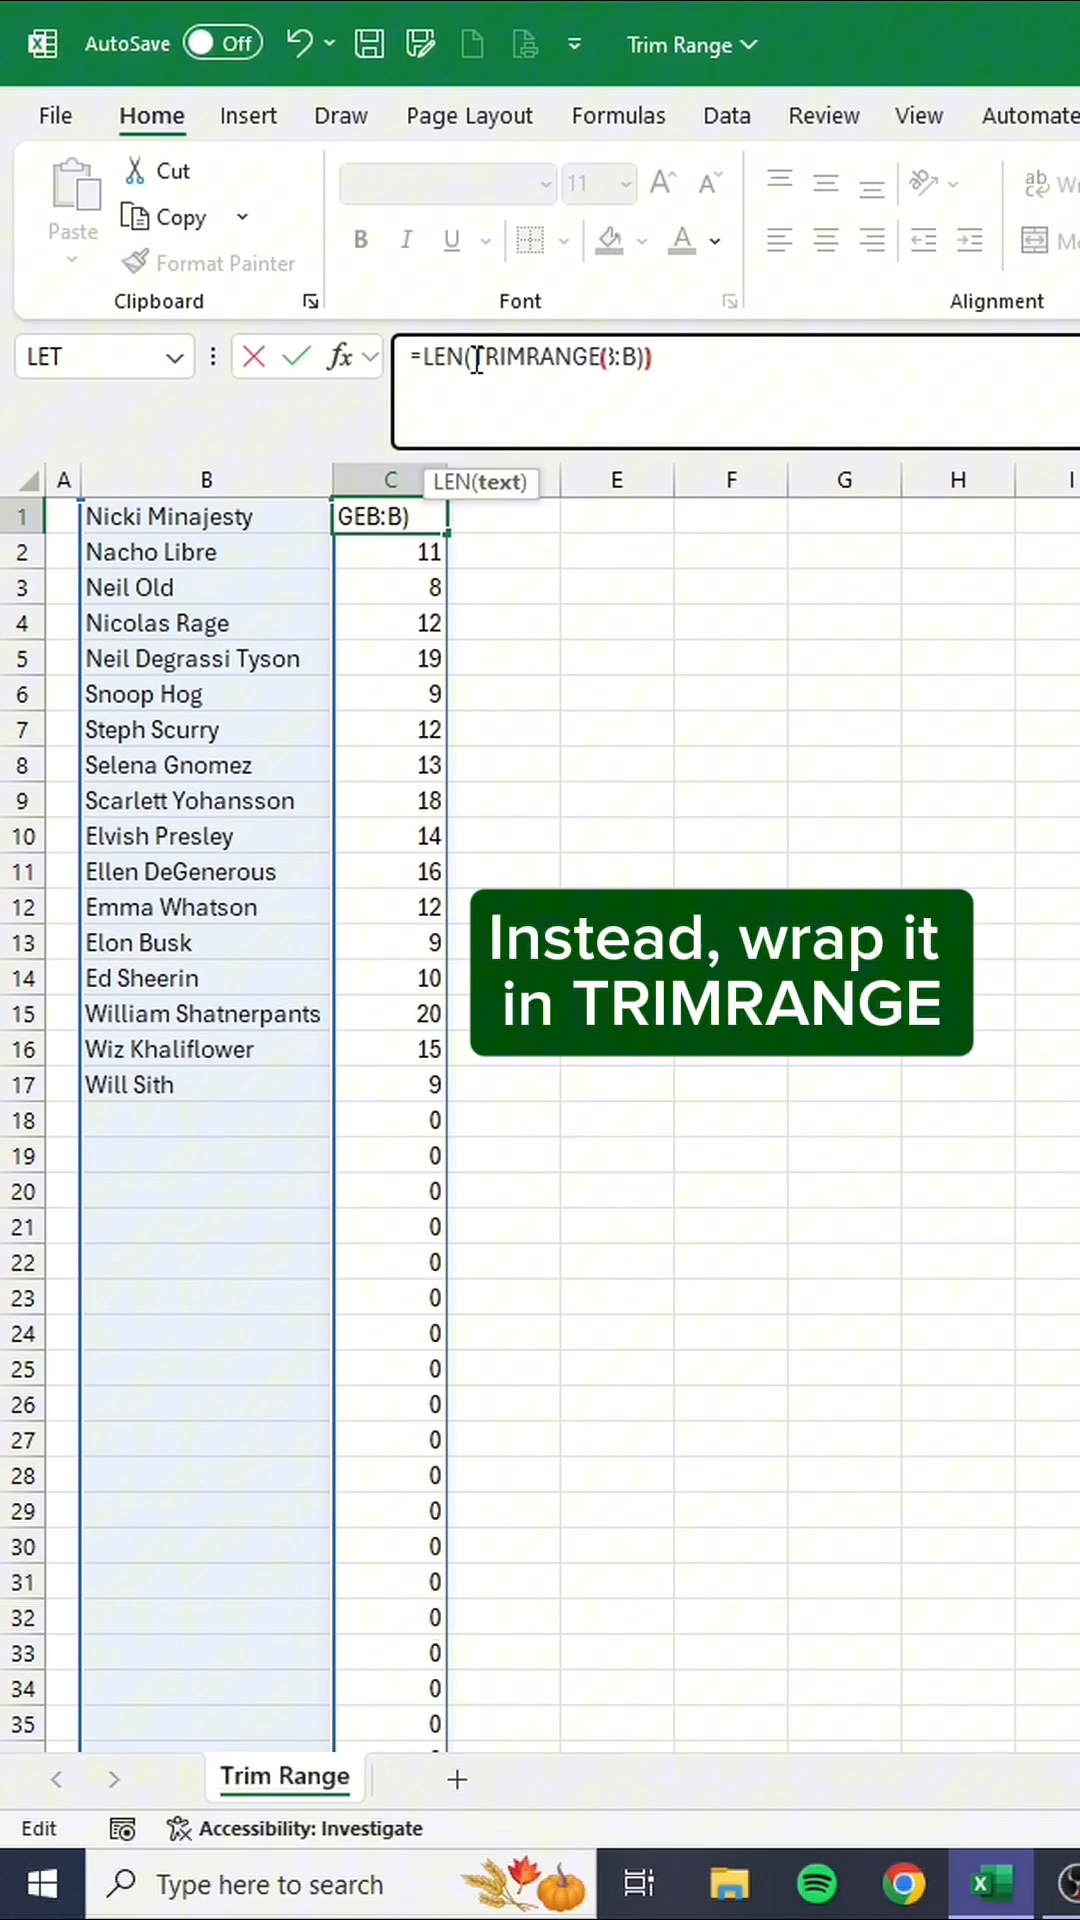 AutoSave Off Trim Range
File Home Insert Draw Page Layout Formulas Data Review View Automate
Paste Cut Copy Format Painter
11 A A ab
B I U A
Clipboard Font Alignment
LET fx =LEN(TRIMRANGE(B:B))
LEN(text)
A B C E F G H I
1 Nicki Minajesty GEB:B)
2 Nacho Libre 11
3 Neil Old 8
4 Nicolas Rage 12
5 Neil Degrassi Tyson 19
6 Snoop Hog 9
7 Steph Scurry 12
8 Selena Gnomez 13
9 Scarlett Yohansson 18
10 Elvish Presley 14
11 Ellen DeGenerous 16
12 Emma Whatson 12
13 Elon Busk 9
14 Ed Sheerin 10
15 William Shatnerpants 20
16 Wiz Khaliflower 15
17 Will Sith 9
Instead, wrap it
in TRIMRANGE
18 0
19 0
20 0
21 0
22 0
23 0
24 0
25 0
26 0
27 0
28 0
29 0
30 0
31 0
32 0
33 0
34 0
35 0
Trim Range
Edit Accessibility: Investigate
Type here to search